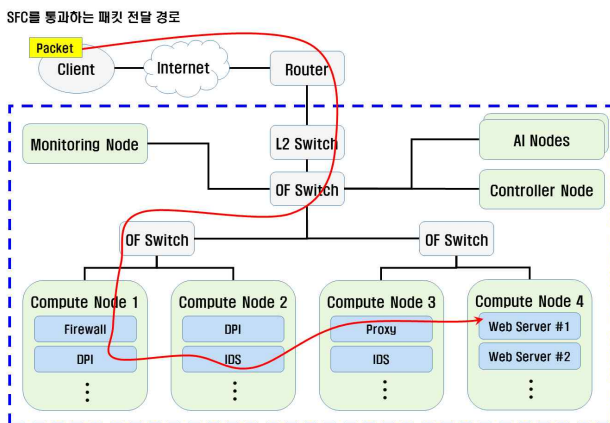 SFC를 통과하는 패킷 전달 경로
Packet
Client
Internet
Router
Monitoring Node
L2 Switch
AI Nodes
OF Switch
Controller Node
OF Switch
OF Switch
Compute Node 1
Firewall
DPI
Compute Node 2
DPI
IDS
Compute Node 3
Proxy
IDS
Compute Node 4
Web Server #1
Web Server #2